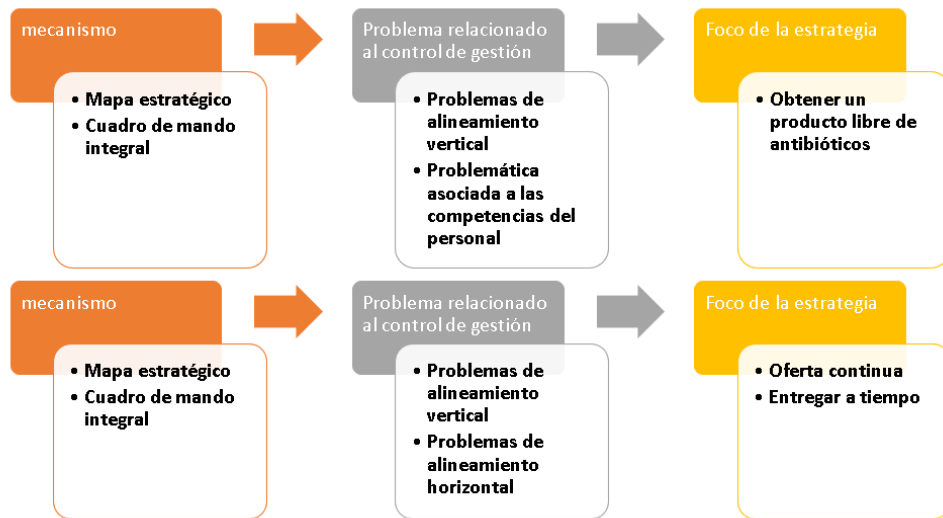 mecanismo
• Mapa estratégico
• Cuadro de mando
integral
Problema relacionado
al control de gestión
• Problemas de
alineamiento
vertical
• Problemática
asociada a las
competencias del
personal
Foco de la estrategia
• Obtener un
producto libre de
antibióticos
mecanismo
• Mapa estratégico
• Cuadro de mando
integral
Problema relacionado
al control de gestión
• Problemas de
alineamiento
vertical
• Problemas de
alineamiento
horizontal
Foco de la estrategia
• Oferta continua
• Entregar a tiempo